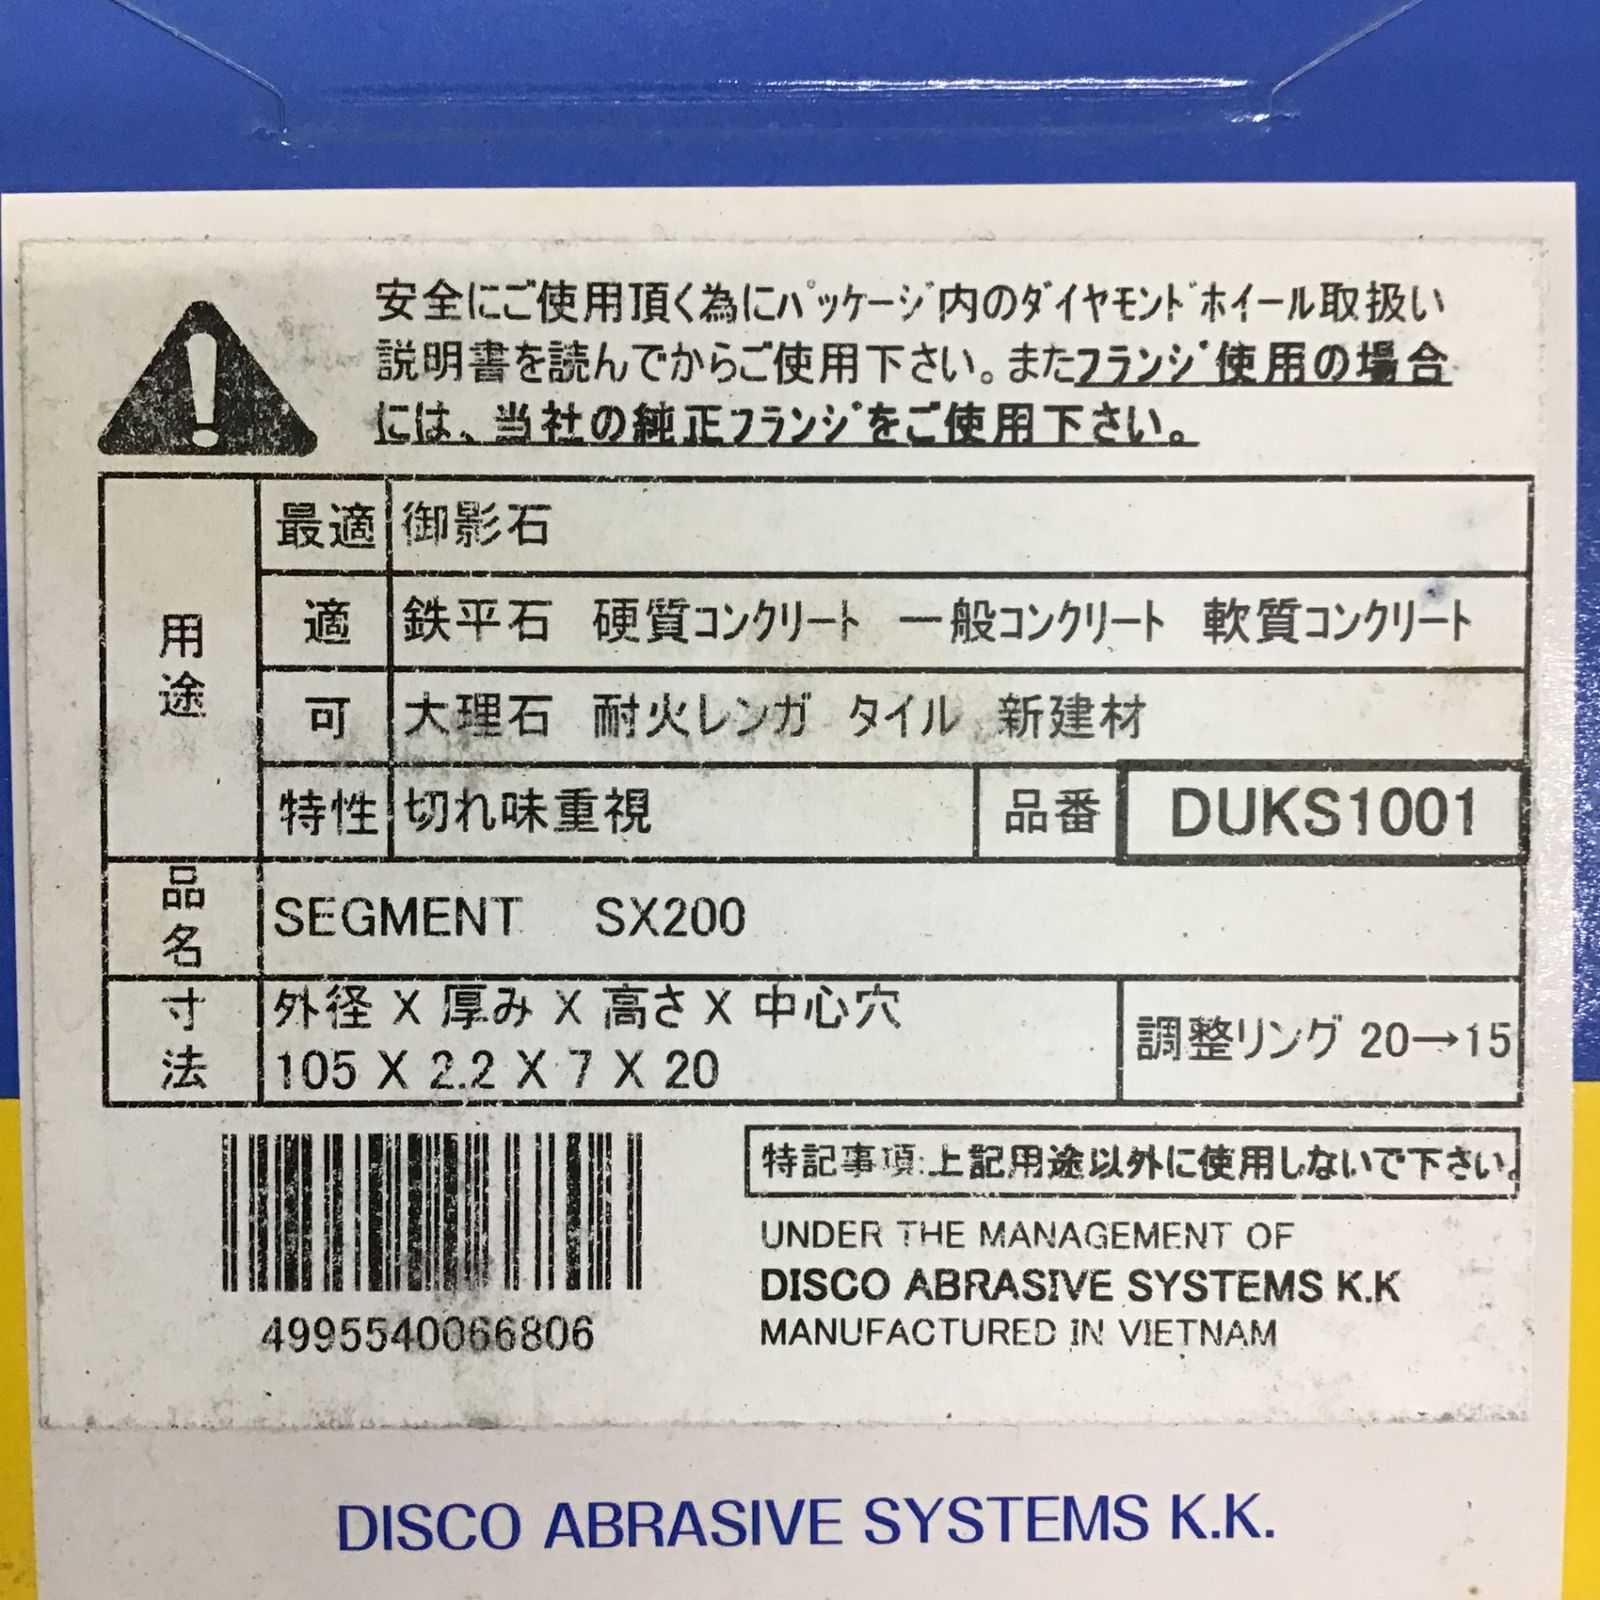 安全にご使用頂く為にパッケージ内のダイヤモンドホイール取扱い
説明書を読んでからご使用下さい。またフランジ使用の場合
には、当社の純正フランジをご使用下さい。
用途
最適 御影石
適 鉄平石 硬質コンクリート 一般コンクリート 軟質コンクリート
可 大理石 耐火レンガ タイル 新建材
特性 切れ味重視 品番 DUKS1001
品名 SEGMENT SX200
寸法 外径 X 厚み X 高さ X 中心穴
105 X 2.2 X 7 X 20
調整リング 20→15
特記事項:上記用途以外に使用しないで下さい。
4995540066806
UNDER THE MANAGEMENT OF
DISCO ABRASIVE SYSTEMS K.K
MANUFACTURED IN VIETNAM
DISCO ABRASIVE SYSTEMS K.K.